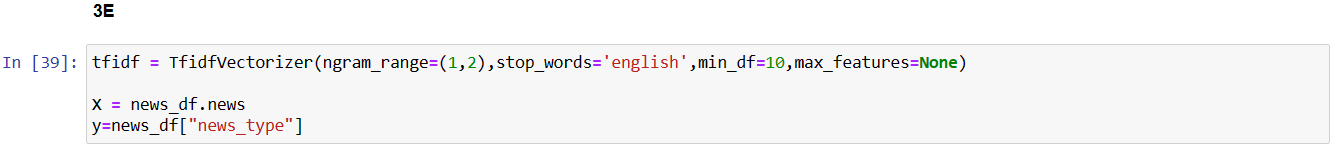 3E
In [39]: tfidf = TfidfVectorizer(ngram_range=(1,2),stop_words='english',min_df=10,max_features=None)
X = news_df.news
y=news_df["news_type"]